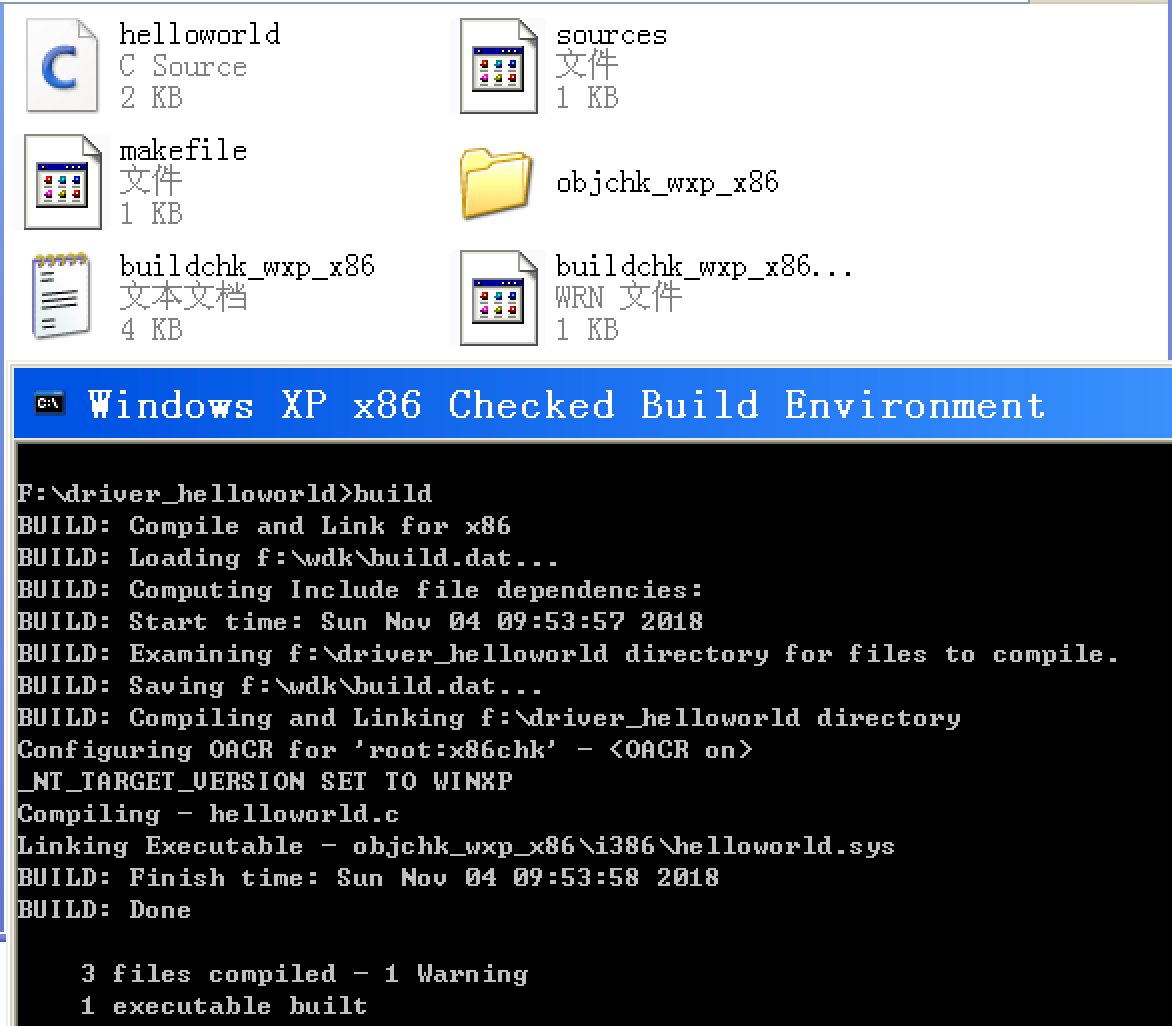 helloworld
C Source
2 KB
sources
文件
1 KB
makefile
文件
1 KB
objchk_wxp_x86
buildchk_wxp_x86
文本文档
4 KB
buildchk_wxp_x86...
WRN 文件
1 KB
C:\ Windows XP x86 Checked Build Environment
F:\driver_helloworld>build
BUILD: Compile and Link for x86
BUILD: Loading f:\wdk\build.dat...
BUILD: Computing Include file dependencies:
BUILD: Start time: Sun Nov 04 09:53:57 2018
BUILD: Examining f:\driver_helloworld directory for files to compile.
BUILD: Saving f:\wdk\build.dat...
BUILD: Compiling and Linking f:\driver_helloworld directory
Configuring OACR for 'root:x86chk' - <OACR on>
_NT_TARGET_VERSION SET TO WINXP
Compiling - helloworld.c
Linking Executable - objchk_wxp_x86\i386\helloworld.sys
BUILD: Finish time: Sun Nov 04 09:53:58 2018
BUILD: Done
3 files compiled - 1 Warning
1 executable built